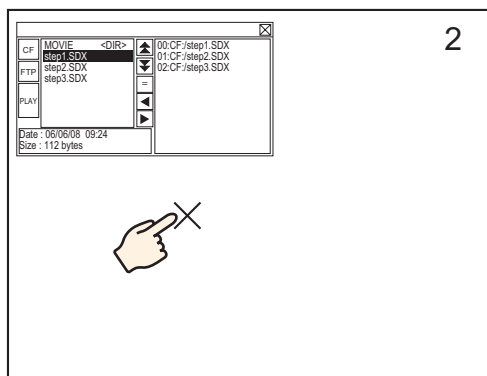 2
CF
FTP
PLAY
MOVIE <DIR>
step1.SDX
step2.SDX
step3.SDX
=
00:CF:/step1.SDX
01:CF:/step2.SDX
02:CF:/step3.SDX
Date : 06/06/08 09:24
Size : 112 bytes